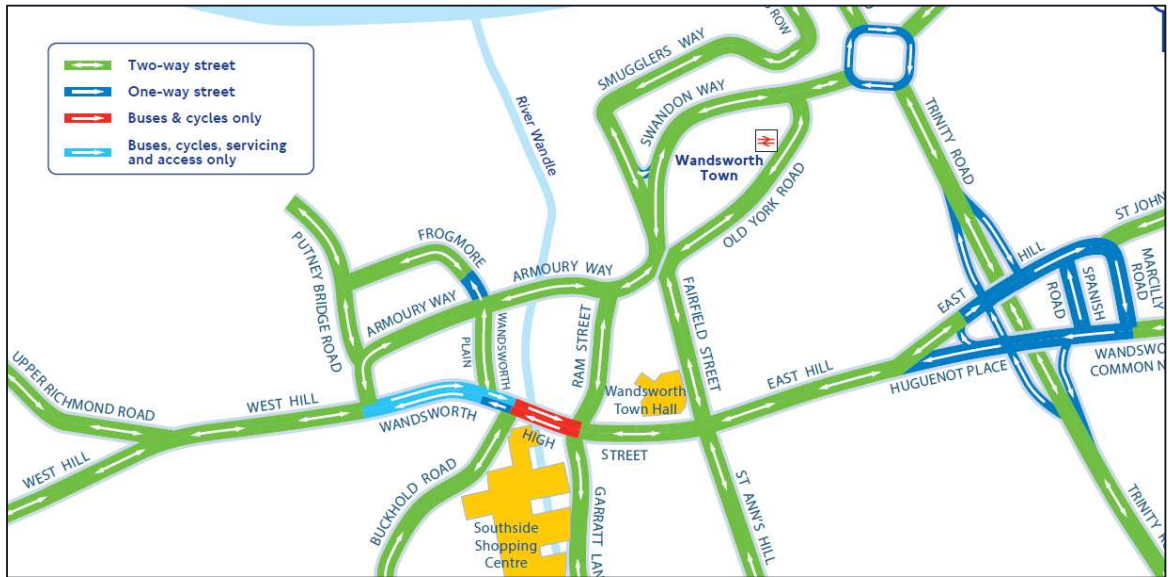 Two-way street
One-way street
Buses & cycles only
Buses, cycles, servicing
and access only
River Wandle
SMUGGLERS WAY
ROW
SWANDON WAY
Wandsworth
Town
OLD YORK ROAD
TRINITY ROAD
ST JOHN
PUTNEY BRIDGE ROAD
FROGMORE
ARMOURY WAY
ARMOURY WAY
WANDSWORTH
PLAIN
RAM STREET
FAIRFIELD STREET
EAST HILL
SPANISH
ROAD
MARCILLY
ROAD
UPPER RICHMOND ROAD
WEST HILL
WANDSWORTH HIGH STREET
Wandsworth
Town Hall
EAST HILL
HUGUENOT PLACE
WANDSW
COMMON N
WEST HILL
BUCKHOLD ROAD
Southside
Shopping
Centre
GARRATT LAN
ST ANN'S HILL
TRINITY R